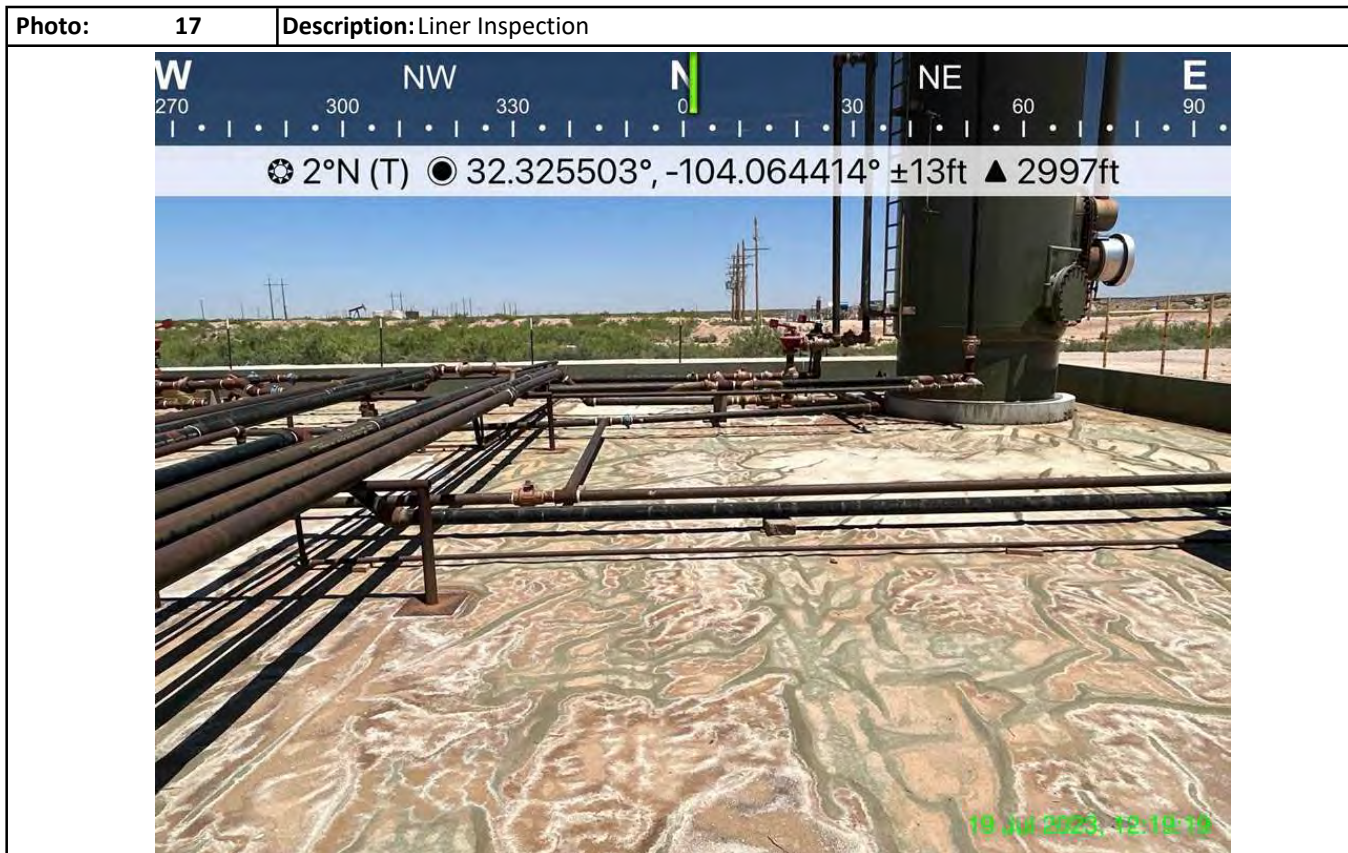 Photo: 17 Description: Liner Inspection
W NW N NE E
270 300 330 0 30 60 90
2°N (T) 32.325503°, -104.064414° ±13ft ▲ 2997ft
19 Jul 2023, 12:19:19